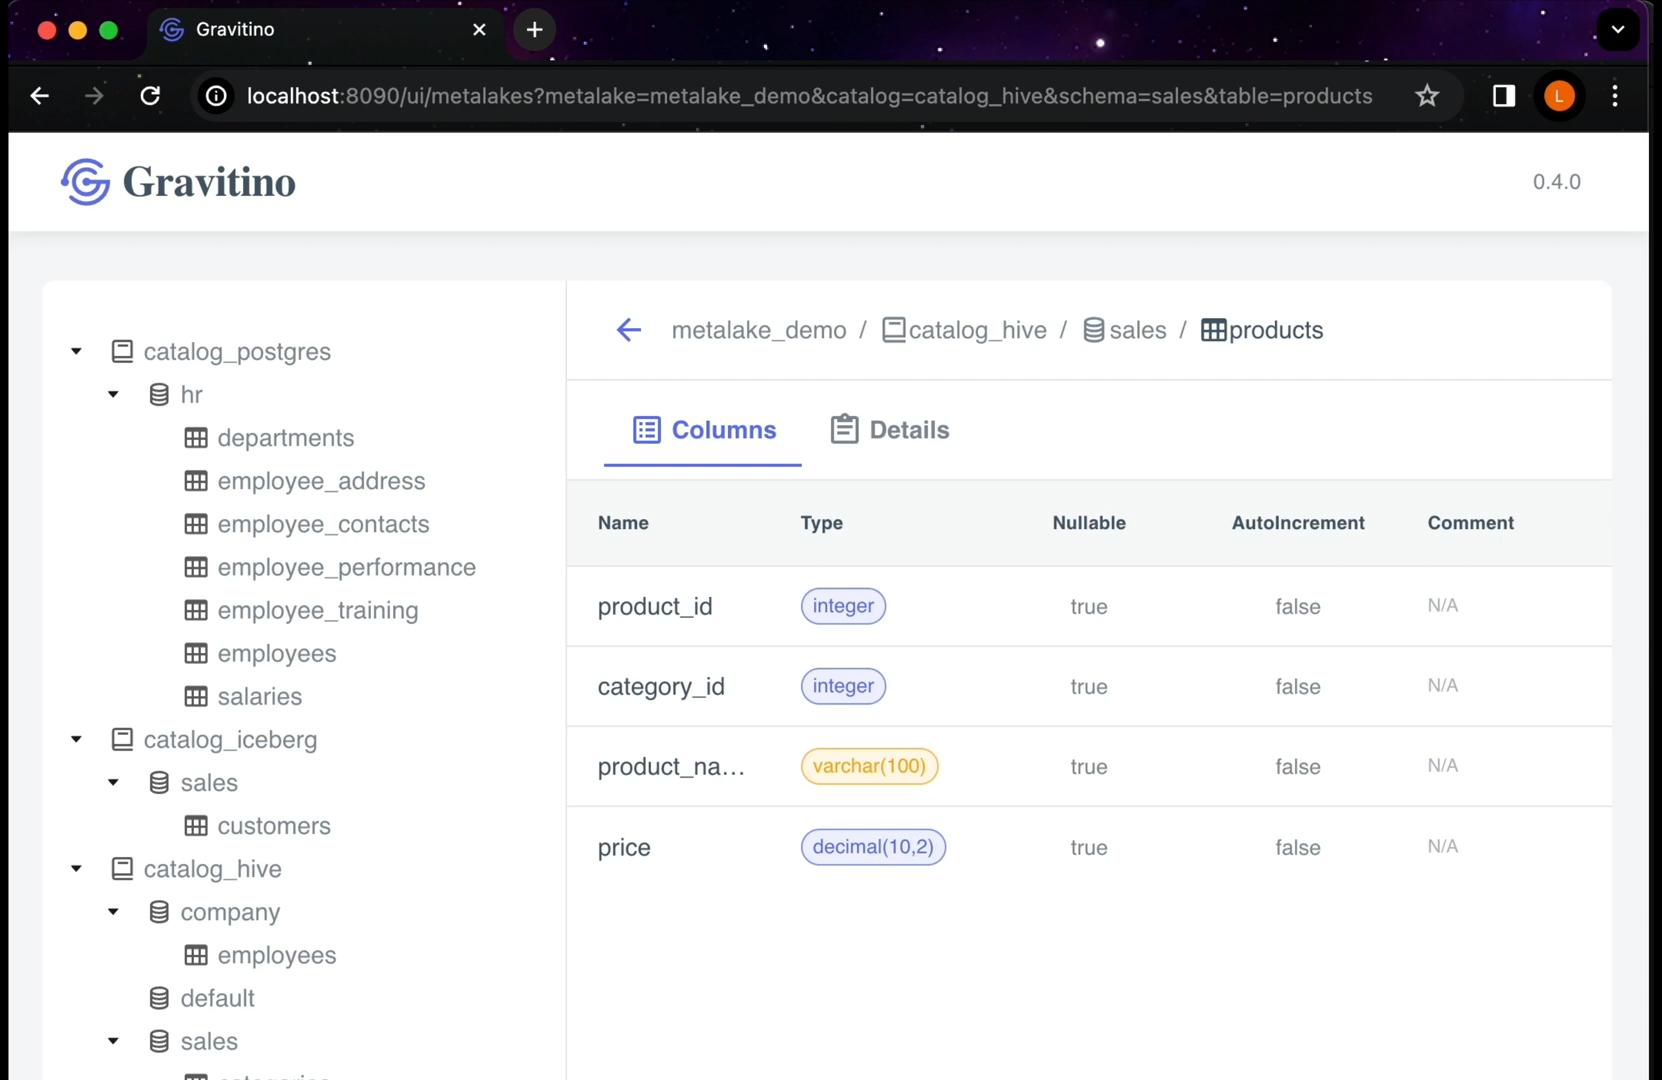 Gravitino
localhost:8090/ui/metalakes?metalake=metalake_demo&catalog=catalog_hive&schema=sales&table=products
L
Gravitino
0.4.0
catalog_postgres
hr
departments
employee_address
employee_contacts
employee_performance
employee_training
employees
salaries
catalog_iceberg
sales
customers
catalog_hive
company
employees
default
sales
metalake_demo / catalog_hive / sales / products
Columns Details
Name Type Nullable AutoIncrement Comment
product_id integer true false N/A
category_id integer true false N/A
product_na... varchar(100) true false N/A
price decimal(10,2) true false N/A